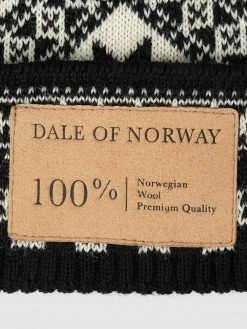 DALE OF NORWAY
100% | Norwegian
Wool
Premium Quality